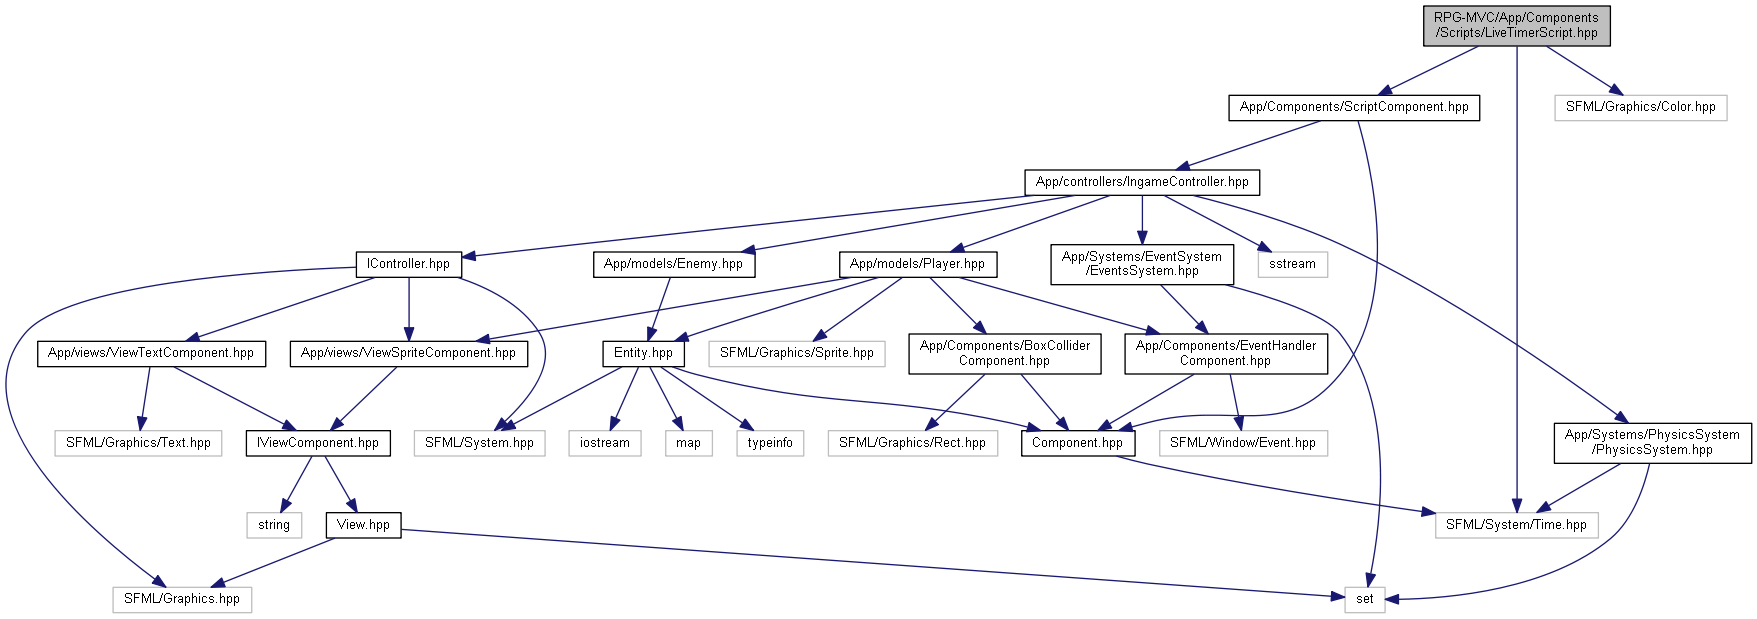 RPG-MVC/App/Components
/Scripts/LiveTimerScript.hpp
App/Components/ScriptComponent.hpp
SFML/Graphics/Color.hpp
App/controllers/IngameController.hpp
IController.hpp
App/models/Enemy.hpp
App/models/Player.hpp
App/Systems/EventSystem
/EventsSystem.hpp
sstream
App/views/ViewTextComponent.hpp
App/views/ViewSpriteComponent.hpp
Entity.hpp
SFML/Graphics/Sprite.hpp
App/Components/BoxCollider
Component.hpp
App/Components/EventHandler
Component.hpp
SFML/Graphics/Text.hpp
IViewComponent.hpp
SFML/System.hpp
iostream
map
typeinfo
SFML/Graphics/Rect.hpp
Component.hpp
SFML/Window/Event.hpp
App/Systems/PhysicsSystem
/PhysicsSystem.hpp
string
View.hpp
SFML/System/Time.hpp
SFML/Graphics.hpp
set